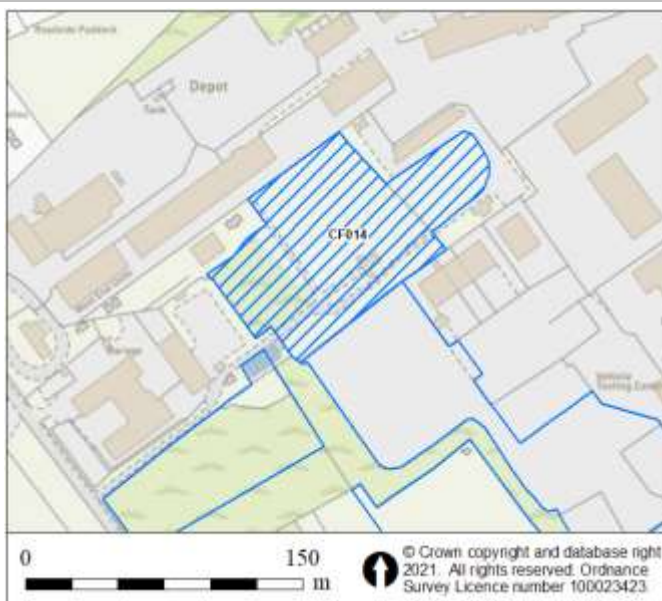 Depot
Tank
CF014
0
150
m
© Crown copyright and database right
2021. All rights reserved. Ordnance
Survey Licence number 100023423.